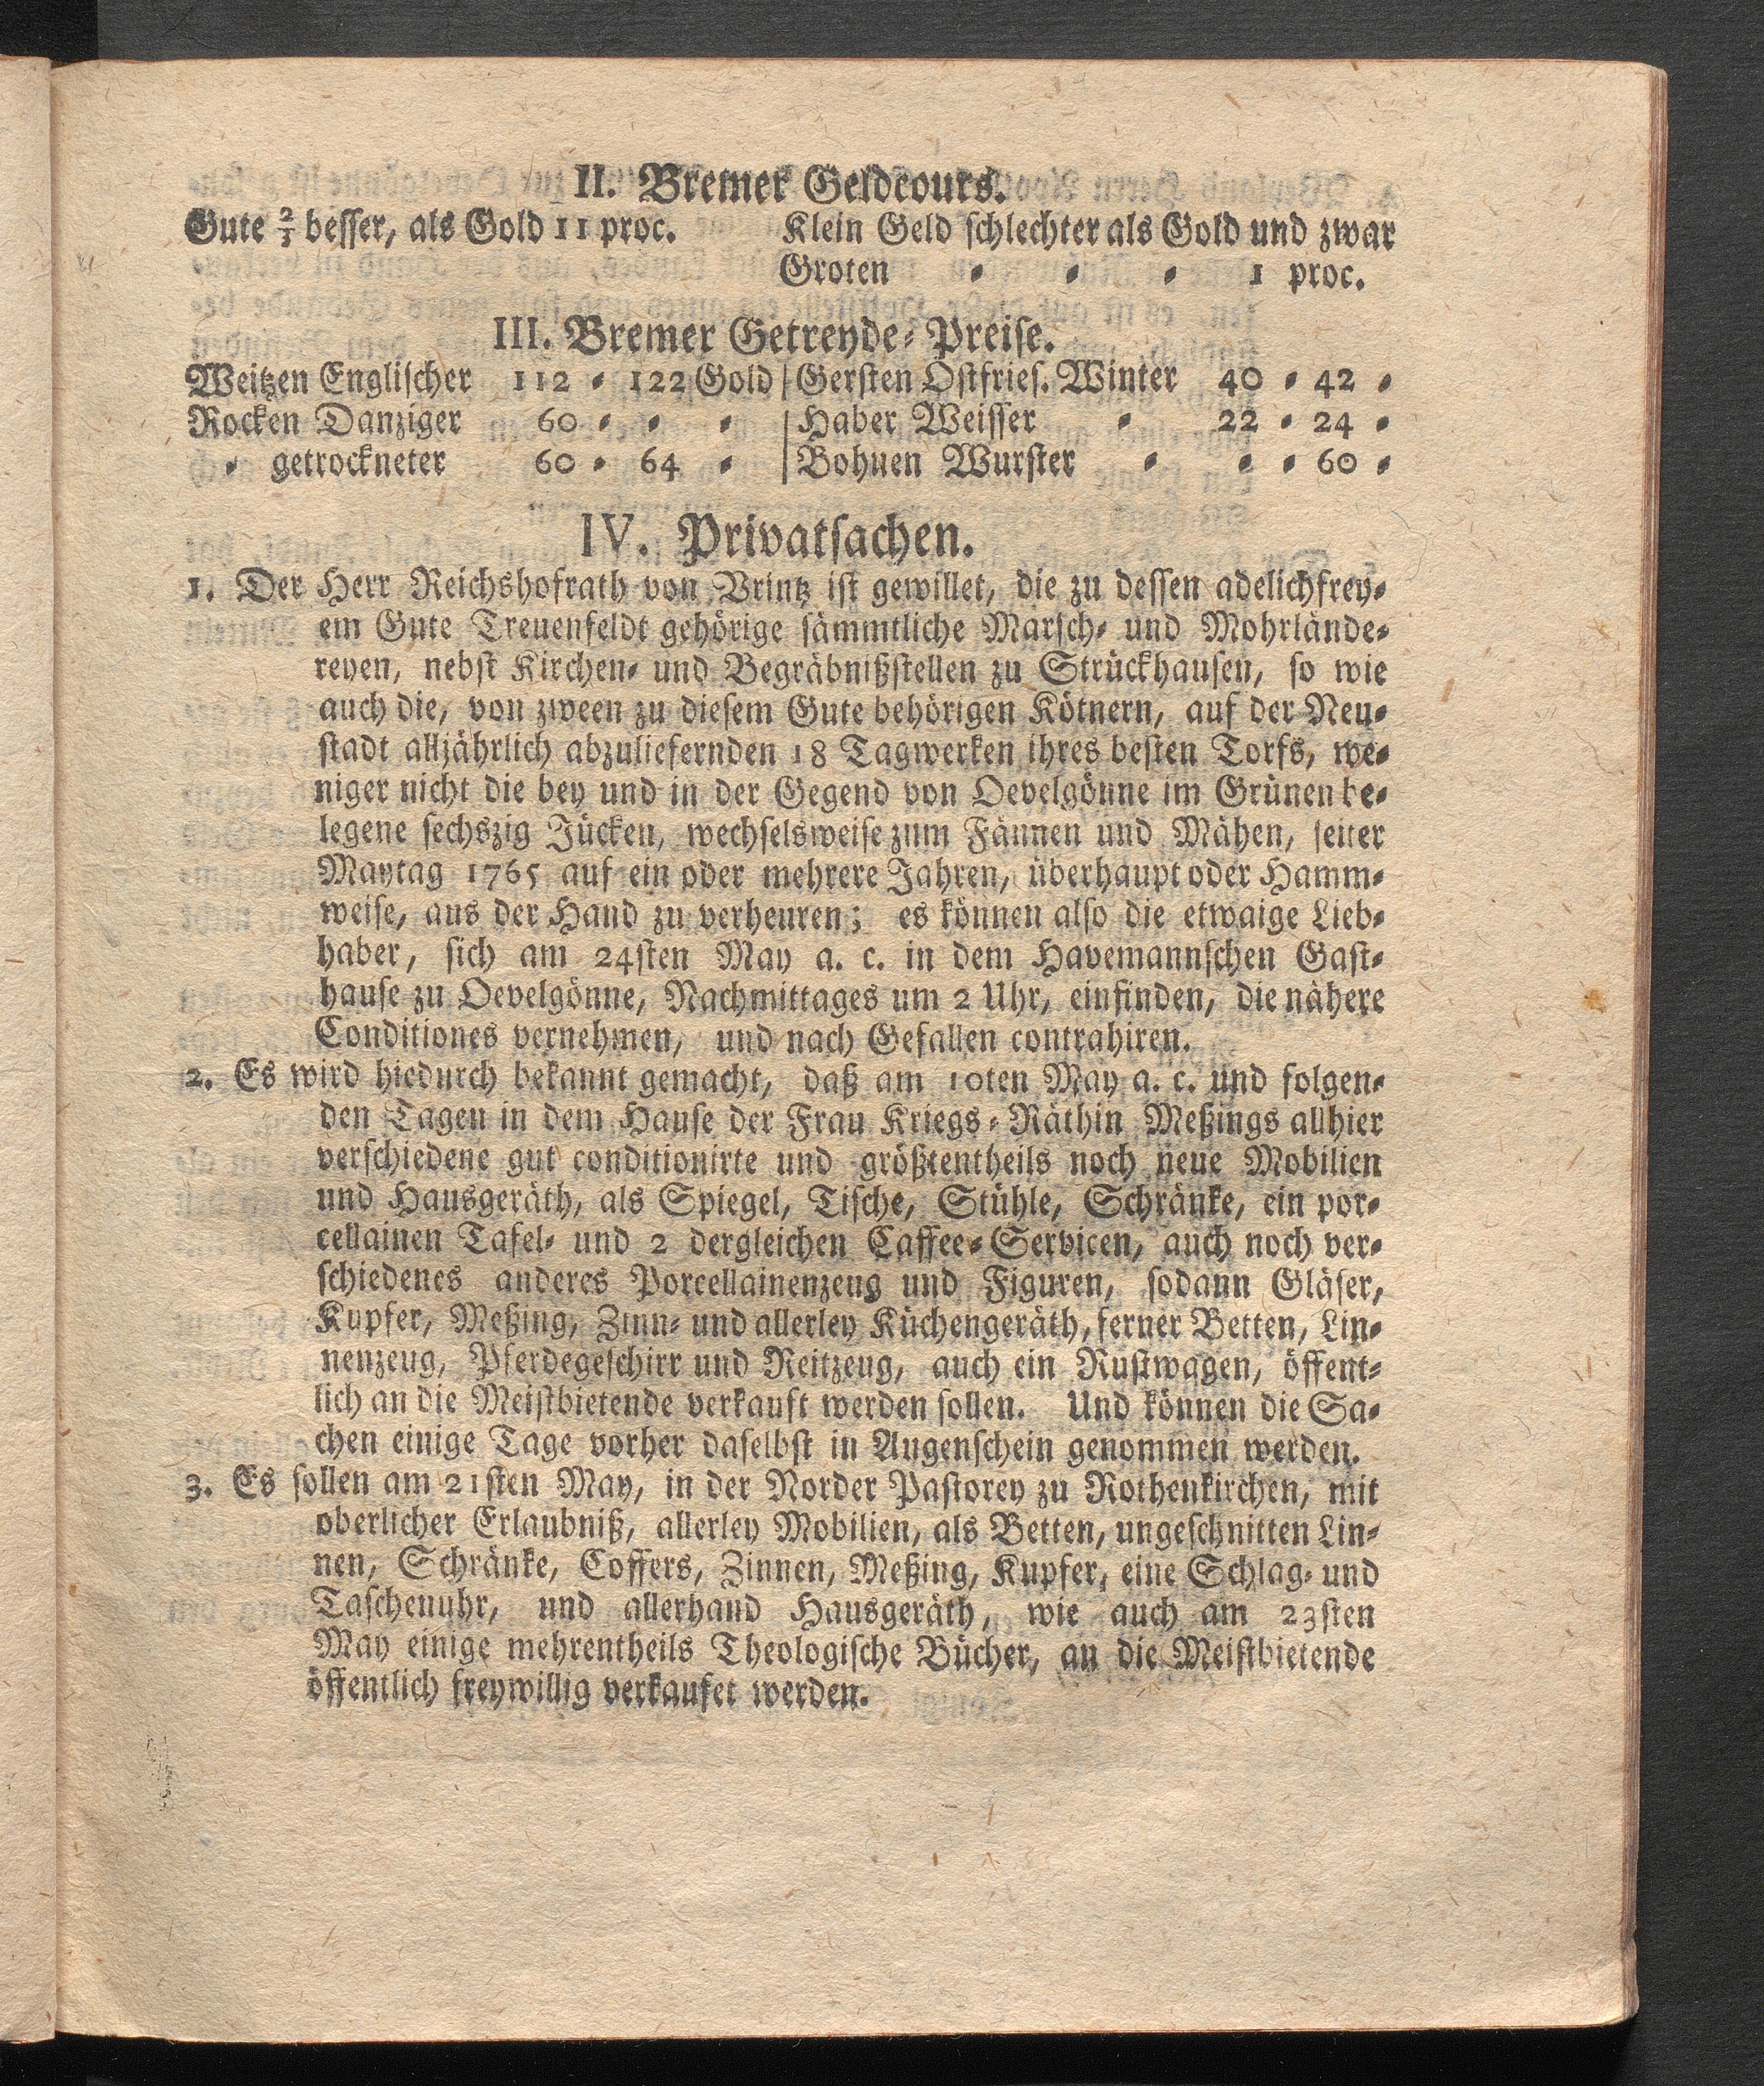 II. Bremer Geldcours.
Gute 2/1 besser, als Gold 11 proc. Klein Geld schlechter als Gold und zwar
Groten = = = 1 proc.
III. Bremer Getreyde=Preise.
Weitzen Englischer 112 = 122 Gold | Gersten Ostfries. Winter 40 = 42 =
Rocken Danziger 60 = = = | Haber Weisser = 22 = 24 =
= getrockneter 60 = 64 = | Bohnen Wurster = = = 60 =
IV. Privatsachen.
1. Der Herr Reichshofrath von Vrintz ist gewillet, die zu dessen adelichfrey=
em Gute Treuenfeldt gehörige sämmtliche Marsch= und Mohrlände=
reyen, nebst Kirchen= und Begräbnißstellen zu Strückhausen, so wie
auch die, von zween zu diesem Gute behörigen Kötnern, auf der Neu=
stadt alljährlich abzuliefernden 18 Tagwerken ihres besten Torfs, we=
niger nicht die bey und in der Gegend von Oevelgönne im Grünen be=
legene sechszig Jücken, wechselsweise zum Fännen und Mähen, seiter
Maytag 1765 auf ein oder mehrere Jahren, überhaupt oder Hamm=
weise, aus der Hand zu verheuren; es können also die etwaige Lieb=
haber, sich am 24sten May a. c. in dem Havemannschen Gast=
hause zu Oevelgönne, Nachmittages um 2 Uhr, einfinden, die nähere
Conditiones vernehmen, und nach Gefallen contrahiren.
2. Es wird hiedurch bekannt gemacht, daß am 10ten May a. c. und folgen=
den Tagen in dem Hause der Frau Kriegs=Räthin Meßings allhier
verschiedene gut conditionirte und größtentheils noch neue Mobilien
und Hausgeräth, als Spiegel, Tische, Stühle, Schränke, ein por=
cellainen Tafel= und 2 dergleichen Caffee=Servicen, auch noch ver=
schiedenes anderes Porcellainenzeug und Figuren, sodann Gläser,
Kupfer, Meßing, Zinn= und allerley Küchengeräth, ferner Betten, Lin=
nenzeug, Pferdegeschirr und Reitzeug, auch ein Rustwagen, öffent=
lich an die Meistbietende verkauft werden sollen. Und können die Sa=
chen einige Tage vorher daselbst in Augenschein genommen werden.
3. Es sollen am 21sten May, in der Norder Pastorey zu Rothenkirchen, mit
oberlicher Erlaubniß, allerley Mobilien, als Betten, ungeschnitten Lin=
nen, Schränke, Coffers, Zinnen, Meßing, Kupfer, eine Schlag= und
Taschenuhr, und allerhand Hausgeräth, wie auch am 23sten
May einige mehrentheils Theologische Bücher, an die Meistbietende
öffentlich freywillig verkaufet werden.